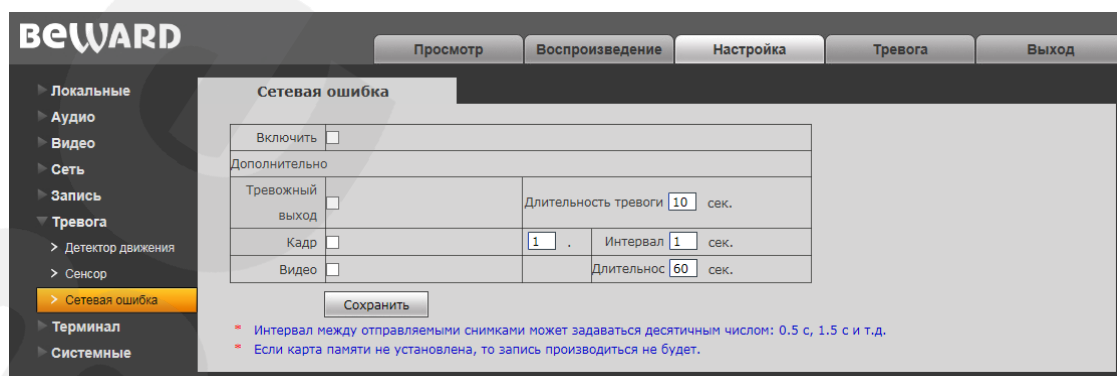 BEWARD
Просмотр Воспроизведение Настройка Тревога Выход
Локальные
Аудио
Видео
Сеть
Запись
Тревога
> Детектор движения
> Сенсор
> Сетевая ошибка
Терминал
Системные
Сетевая ошибка
Включить
Дополнительно
Тревожный выход Длительность тревоги 10 сек.
Кадр 1 . Интервал 1 сек.
Видео Длительнос 60 сек.
Сохранить
* Интервал между отправляемыми снимками может задаваться десятичным числом: 0.5 с, 1.5 с и т.д.
* Если карта памяти не установлена, то запись производиться не будет.